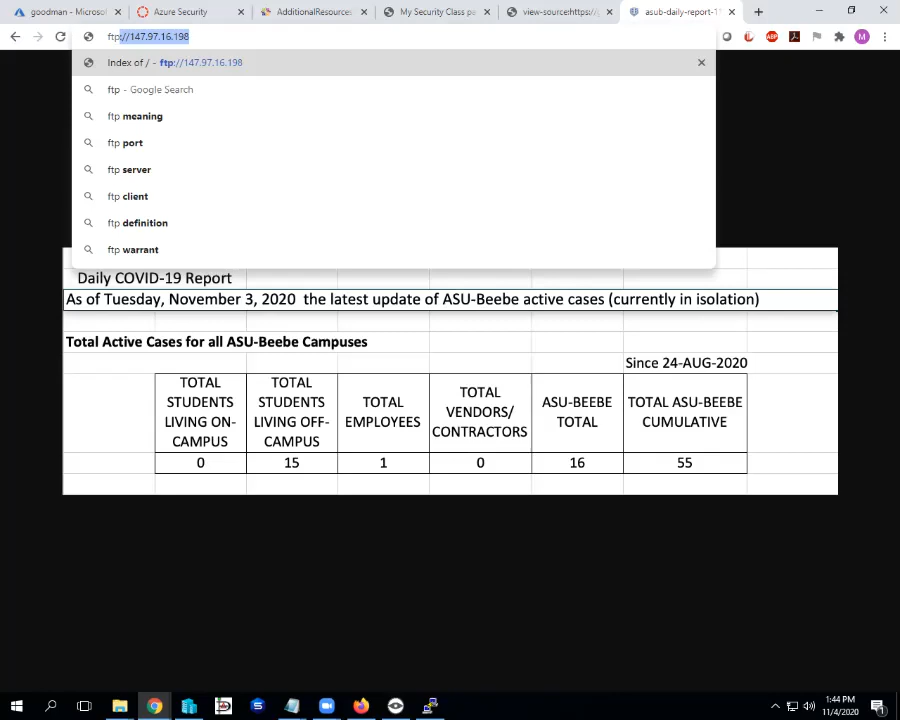 goodman - Microsof
Azure Security
AdditionalResources
My Security Class pa
view-source:https://g
asub-daily-report-1
ftp://147.97.16.198
ABP
M
Index of / - ftp://147.97.16.198
ftp - Google Search
ftp meaning
ftp port
ftp server
ftp client
ftp definition
ftp warrant
Daily COVID-19 Report
As of Tuesday, November 3, 2020 the latest update of ASU-Beebe active cases (currently in isolation)
Total Active Cases for all ASU-Beebe Campuses
Since 24-AUG-2020
TOTAL STUDENTS LIVING ON-CAMPUS
TOTAL STUDENTS LIVING OFF-CAMPUS
TOTAL EMPLOYEES
TOTAL VENDORS/ CONTRACTORS
ASU-BEEBE TOTAL
TOTAL ASU-BEEBE CUMULATIVE
0 15 1 0 16 55
1:44 PM
11/4/2020